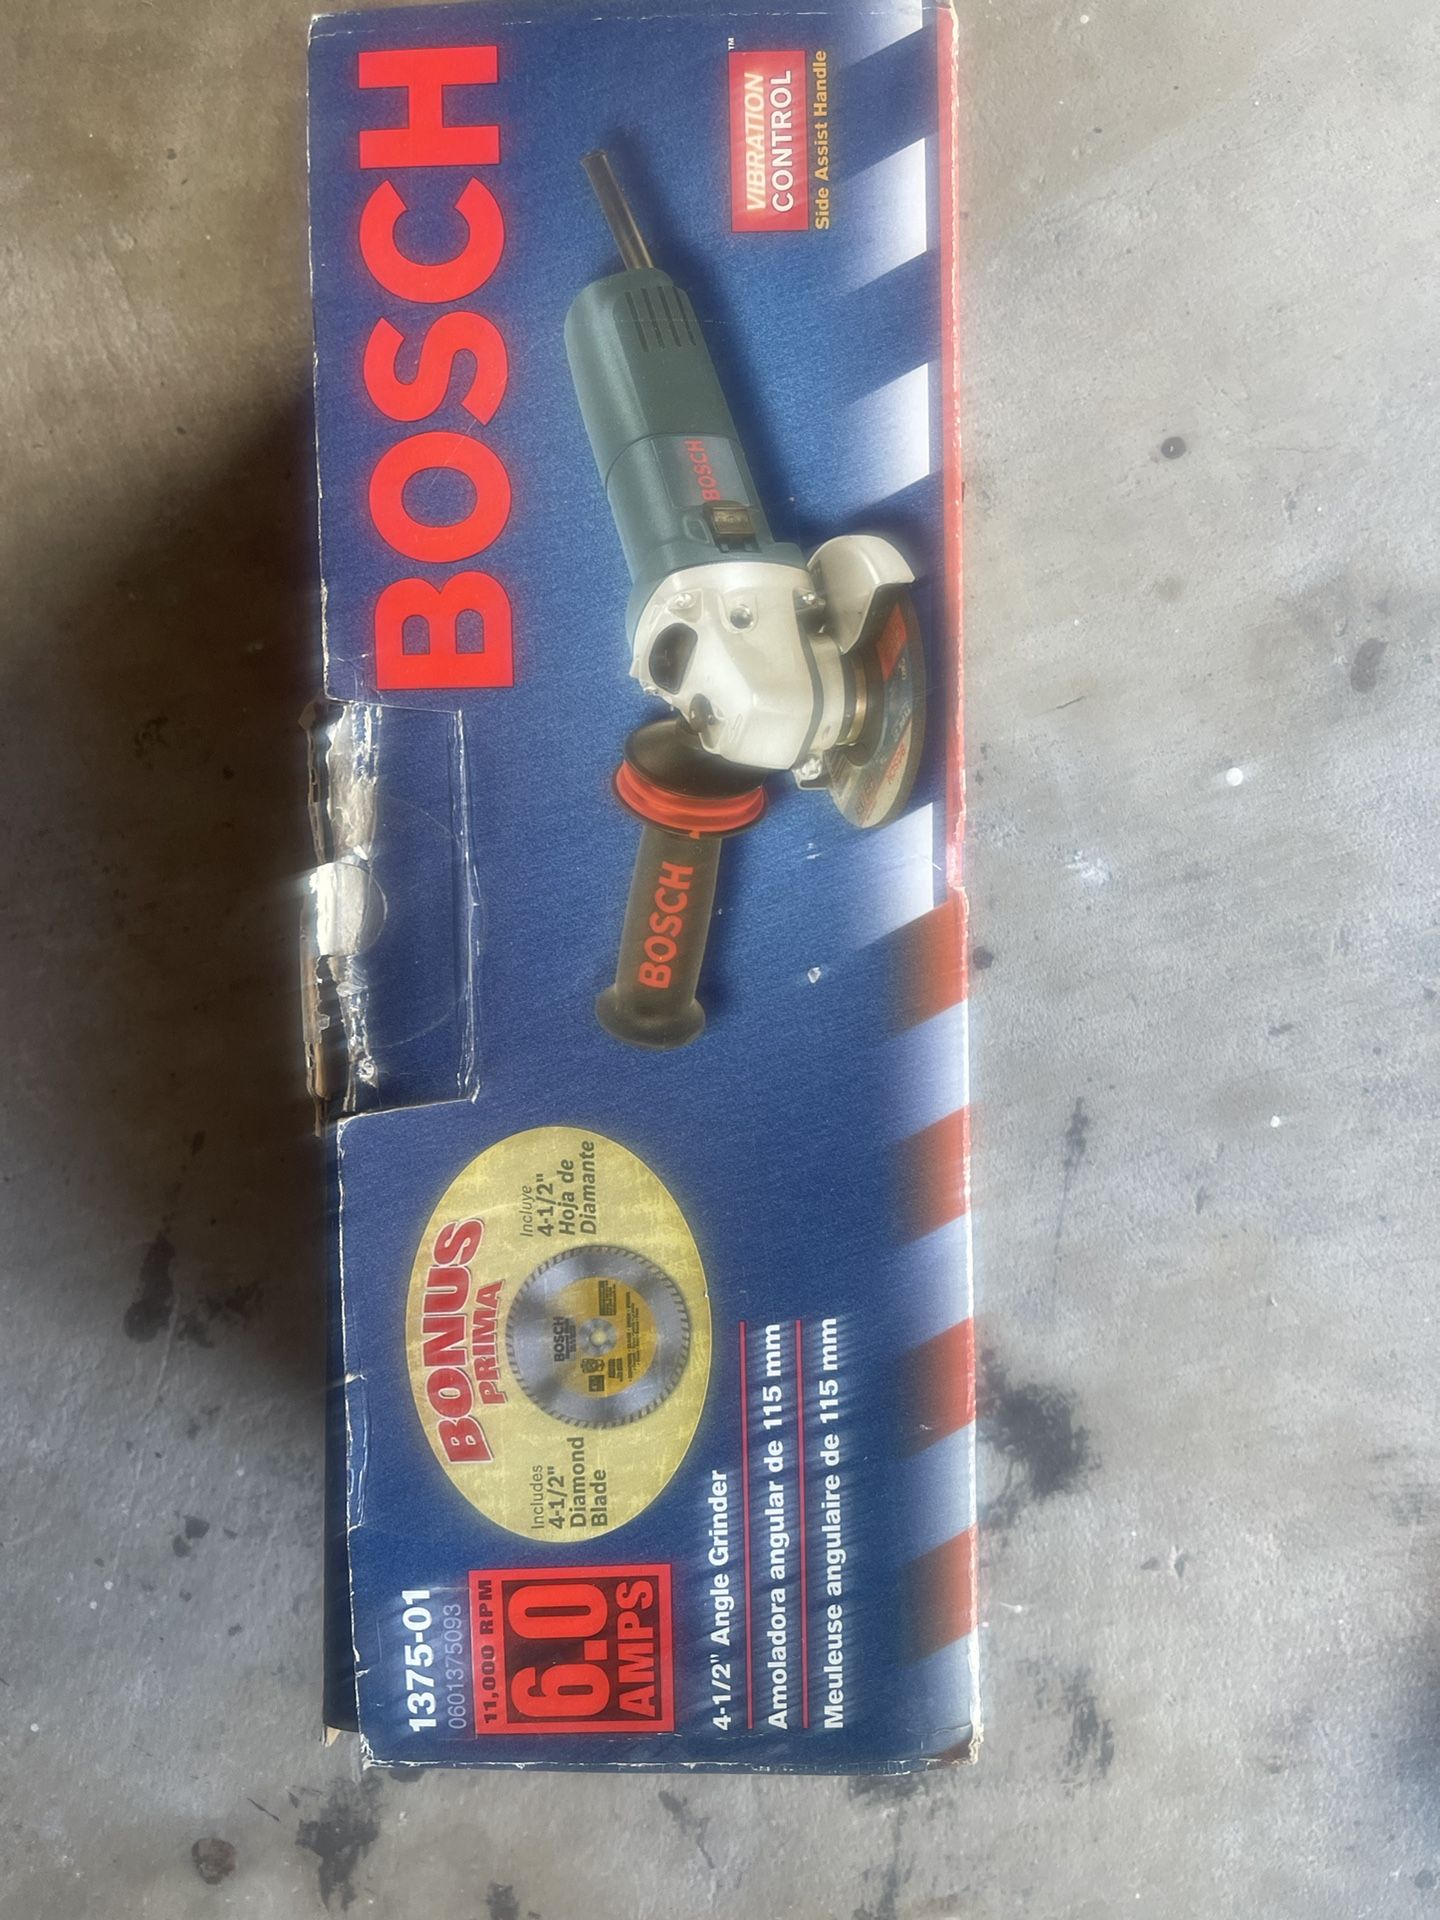 1375-01
0601375093
11,000 RPM
6.0
AMPS
BONUS
PRIMA
Includes
4-1/2"
Diamond
Blade
Incluye
4-1/2"
Hoja de
Diamante
BOSCH
4-1/2" Angle Grinder
Amoladora angular de 115 mm
Meuleuse angulaire de 115 mm
BOSCH
BOSCH
BOSCH
VIBRATION
CONTROL
™
Side Assist Handle